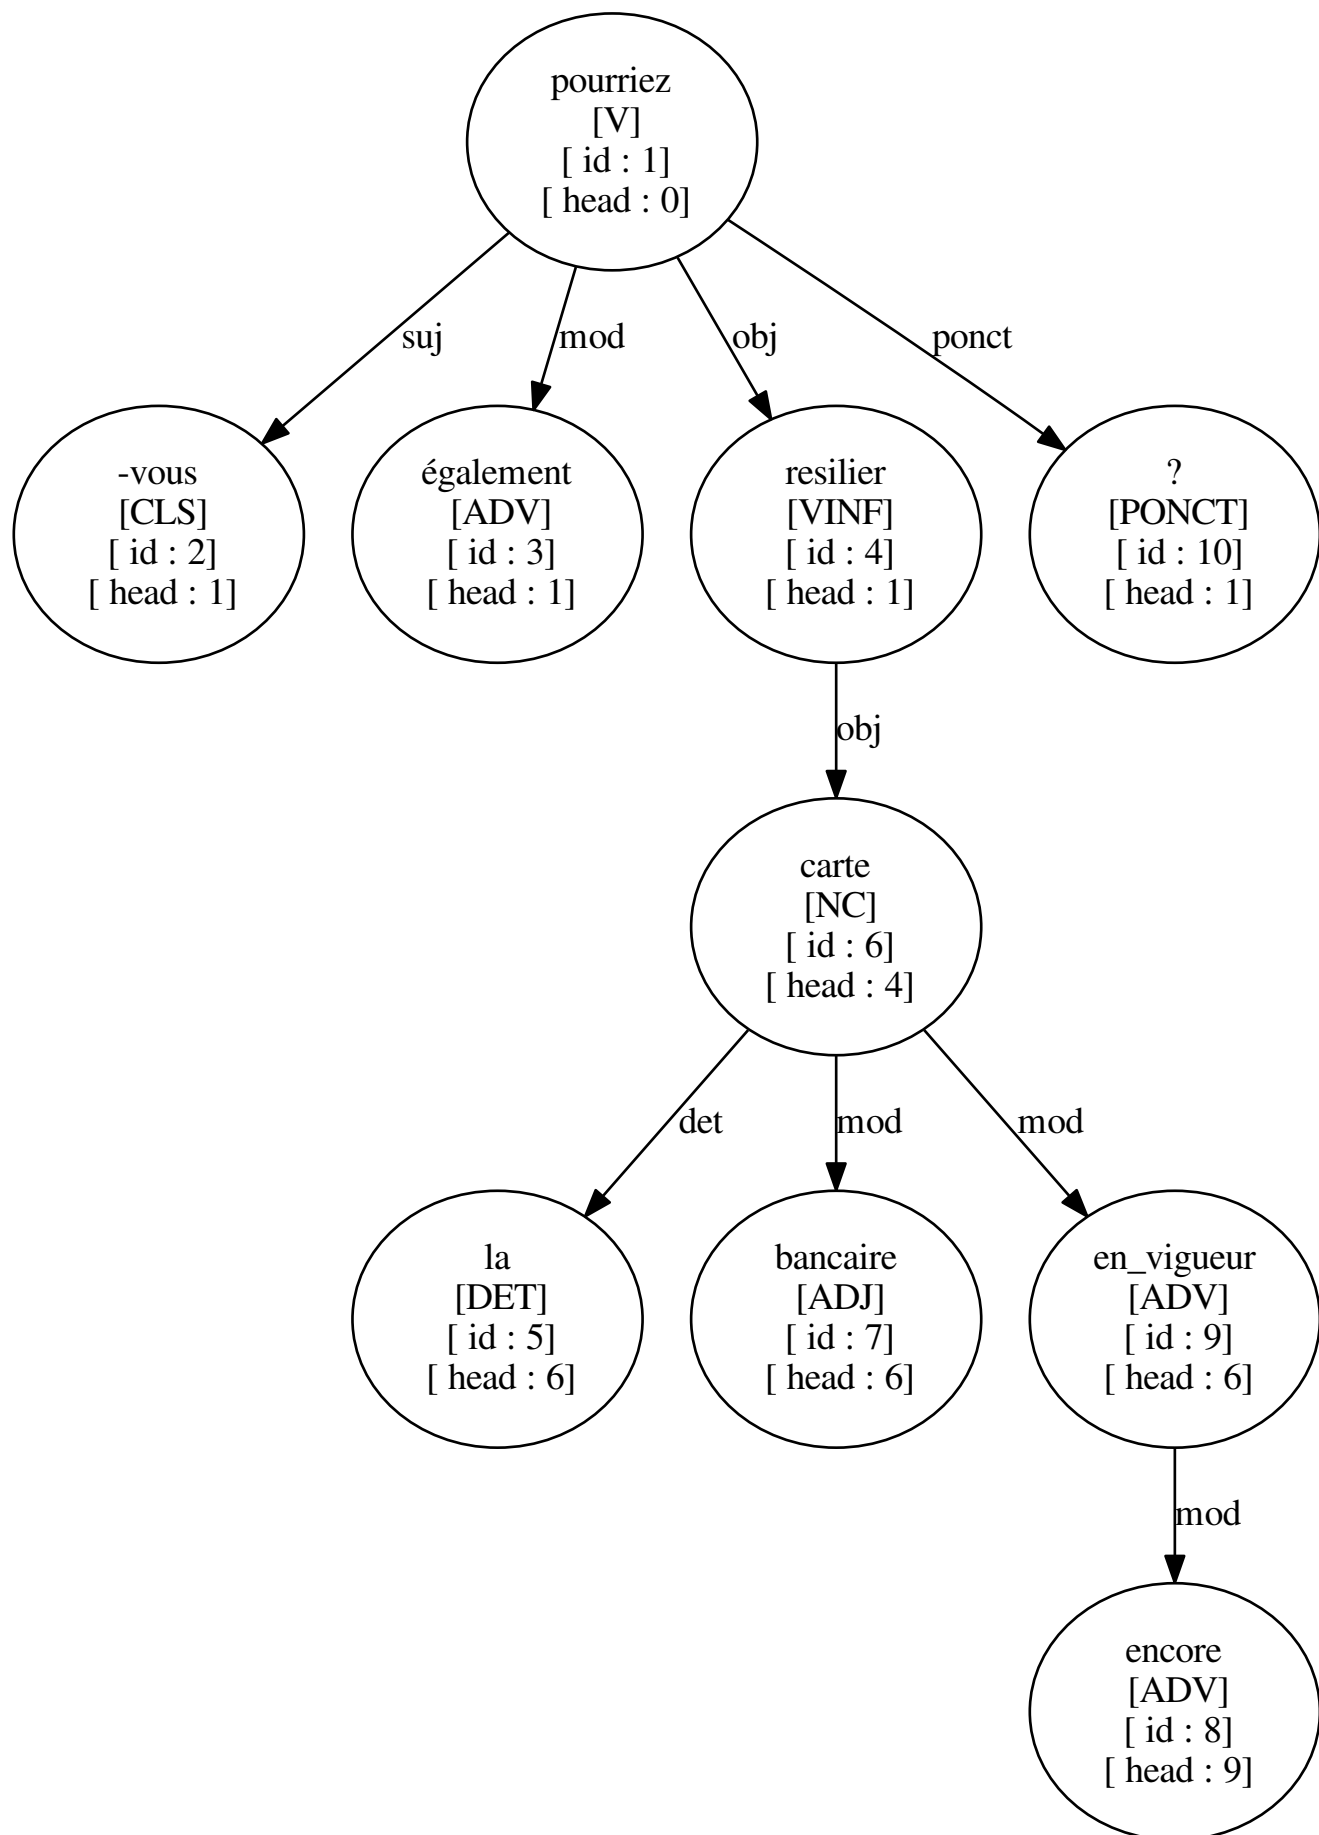 pourriez
[V]
[ id : 1]
[ head : 0]
suj
mod
obj
ponct
-vous
[CLS]
[ id : 2]
[ head : 1]
également
[ADV]
[ id : 3]
[ head : 1]
resilier
[VINF]
[ id : 4]
[ head : 1]
?
[PONCT]
[ id : 10]
[ head : 1]
obj
carte
[NC]
[ id : 6]
[ head : 4]
det
mod
mod
la
[DET]
[ id : 5]
[ head : 6]
bancaire
[ADJ]
[ id : 7]
[ head : 6]
en_vigueur
[ADV]
[ id : 9]
[ head : 6]
mod
encore
[ADV]
[ id : 8]
[ head : 9]